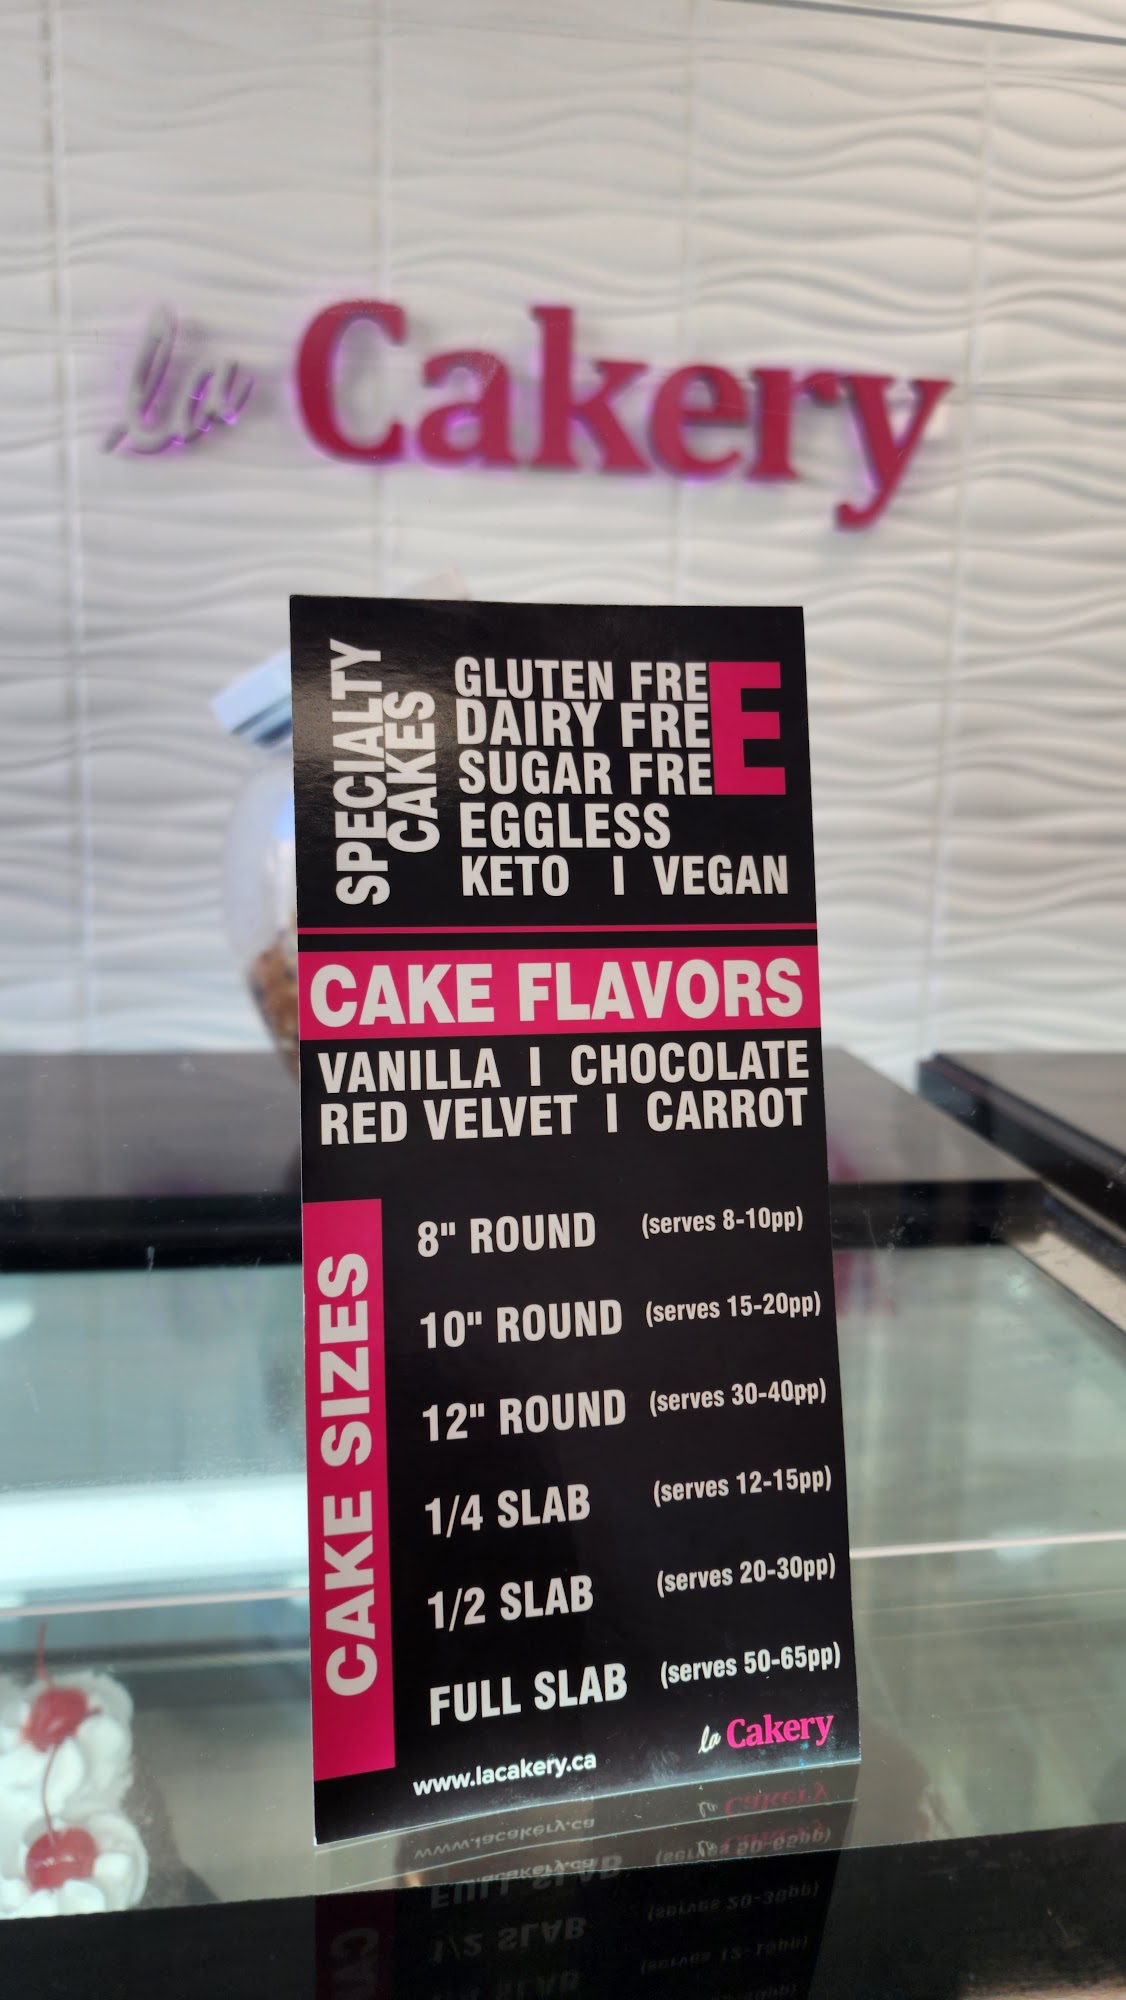 la Cakery
SPECIALTY
CAKES
GLUTEN FREE
DAIRY FREE
SUGAR FREE
EGGLESS
KETO | VEGAN
CAKE FLAVORS
VANILLA | CHOCOLATE
RED VELVET | CARROT
CAKE SIZES
8" ROUND (serves 8-10pp)
10" ROUND (serves 15-20pp)
12" ROUND (serves 30-40pp)
1/4 SLAB (serves 12-15pp)
1/2 SLAB (serves 20-30pp)
FULL SLAB (serves 50-65pp)
www.lacakery.ca
la Cakery